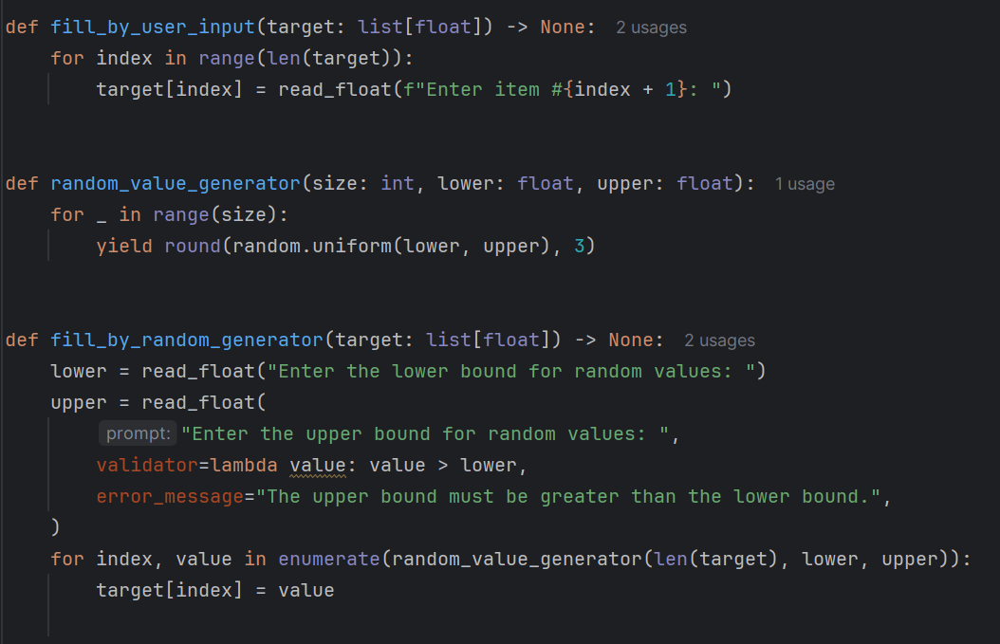 def fill_by_user_input(target: list[float]) -> None:  2 usages
    for index in range(len(target)):
        target[index] = read_float(f"Enter item #{index + 1}: ")
def random_value_generator(size: int, lower: float, upper: float):  1 usage
    for _ in range(size):
        yield round(random.uniform(lower, upper), 3)
def fill_by_random_generator(target: list[float]) -> None:  2 usages
    lower = read_float("Enter the lower bound for random values: ")
    upper = read_float(
        prompt: "Enter the upper bound for random values: ",
        validator=lambda value: value > lower,
        error_message="The upper bound must be greater than the lower bound.",
    )
    for index, value in enumerate(random_value_generator(len(target), lower, upper)):
        target[index] = value